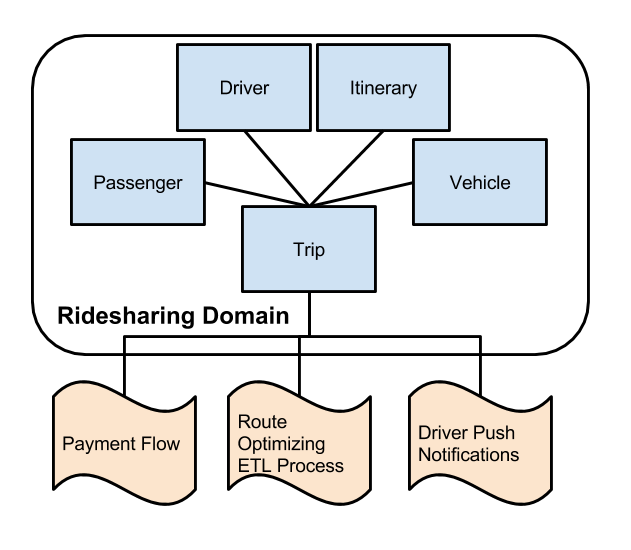 Driver
Itinerary
Passenger
Vehicle
Trip
Ridesharing Domain
Payment Flow
Route
Optimizing
ETL Process
Driver Push
Notifications